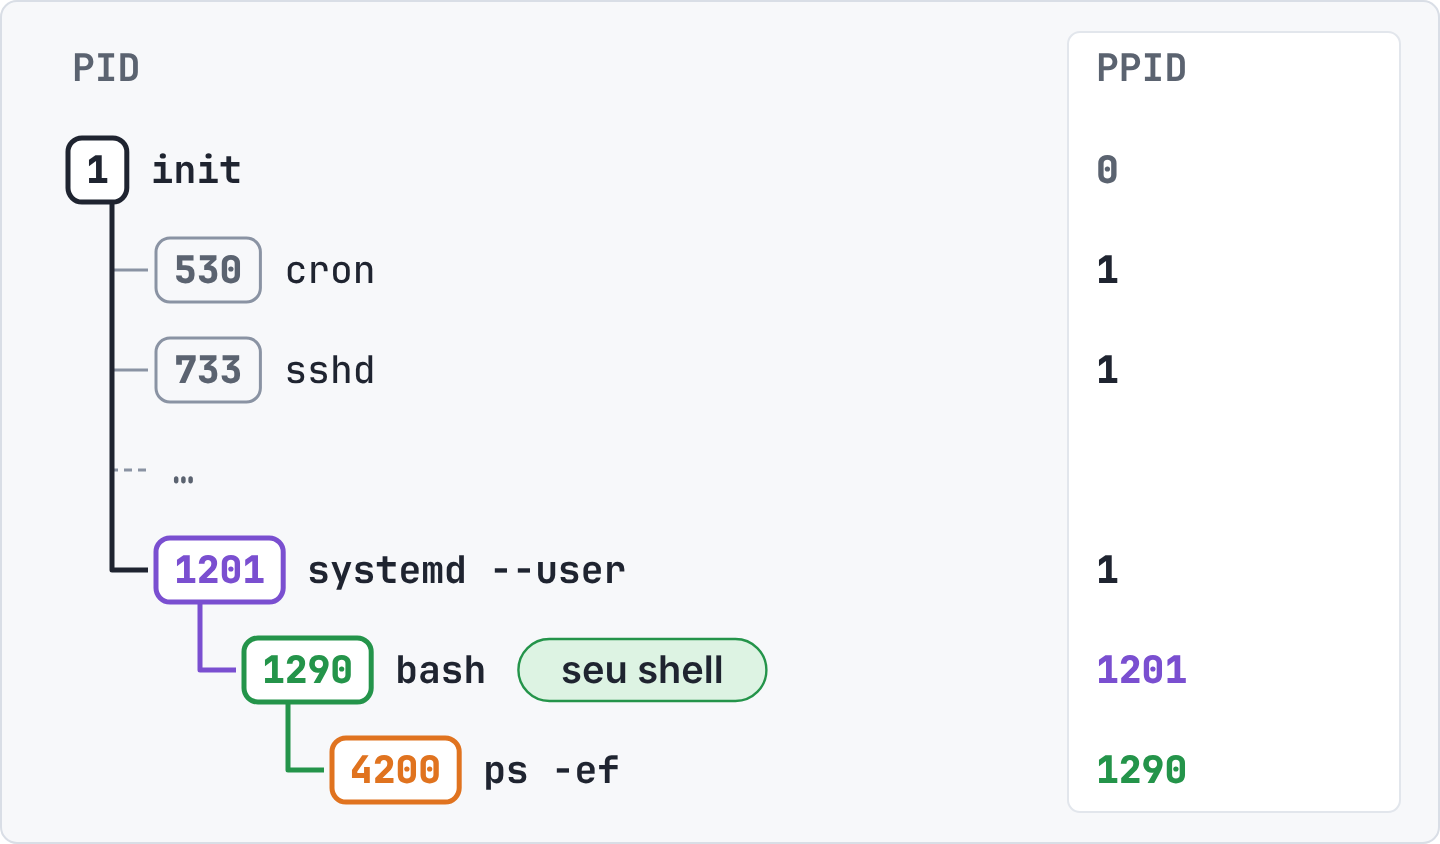 PID PPID
1 init 0
530 cron 1
733 sshd 1
…
1201 systemd --user 1
1290 bash seu shell 1201
4200 ps -ef 1290